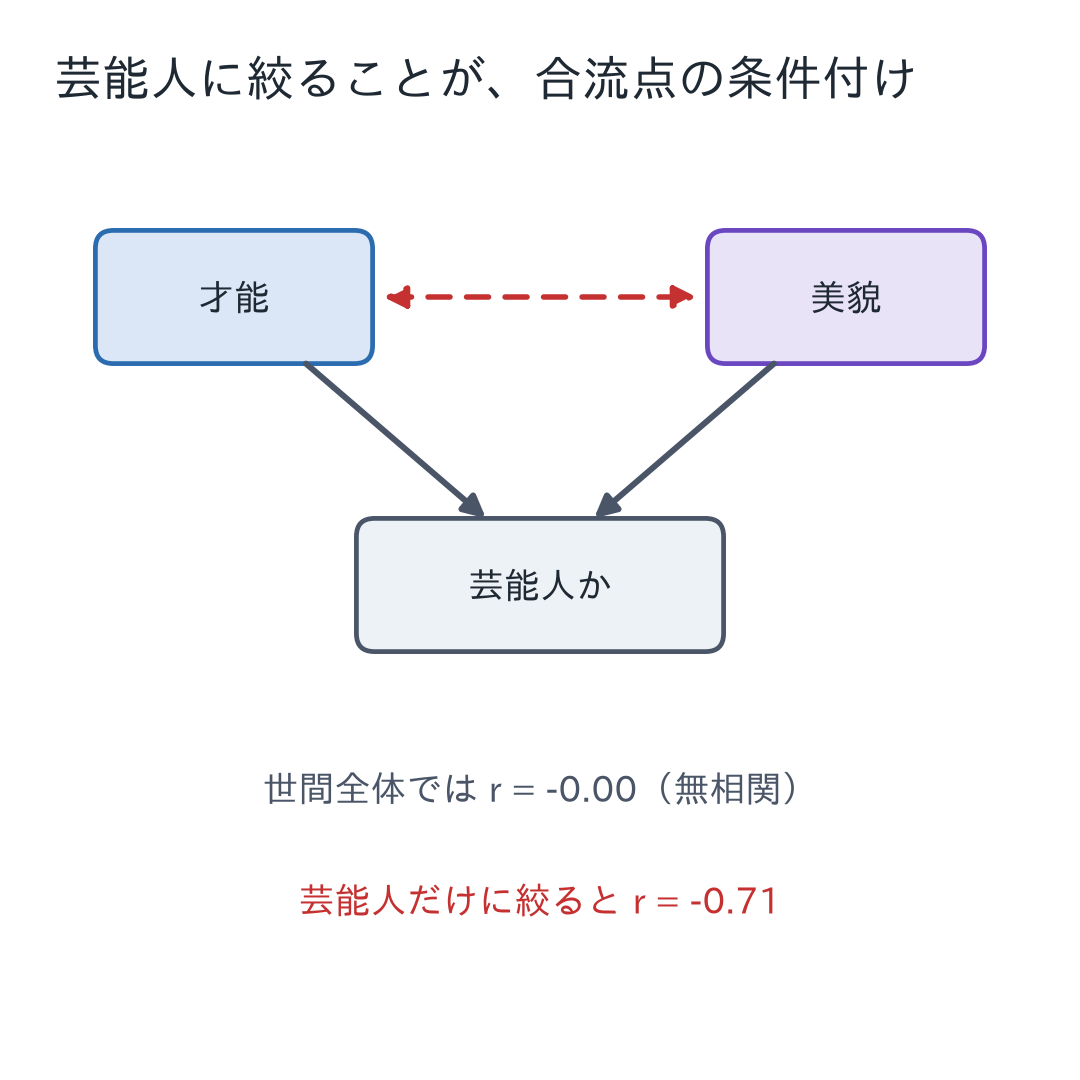 芸能人に絞ることが、合流点の条件付け
才能
美貌
芸能人か
世間全体では r = -0.00（無相関）
芸能人だけに絞ると r = -0.71